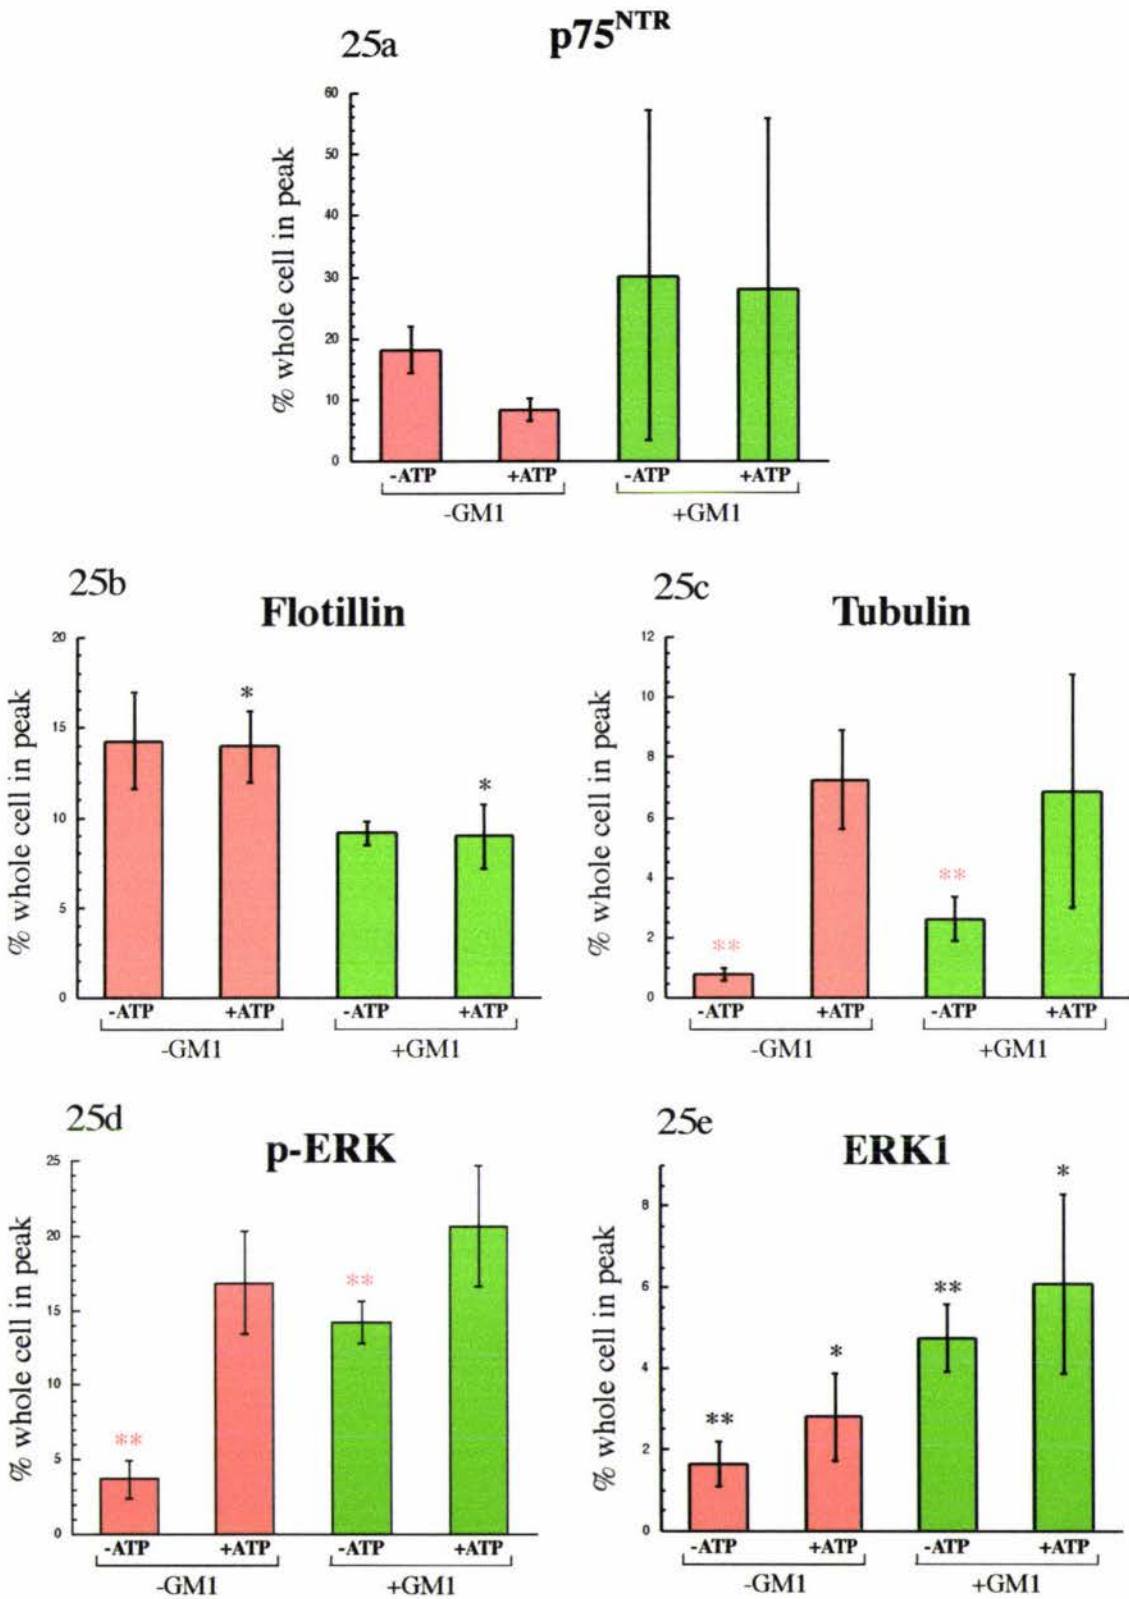 25a
p75NTR
% whole cell in peak
60
50
40
30
20
10
0
-ATP +ATP -ATP +ATP
-GM1 +GM1
25b
Flotillin
% whole cell in peak
20
15
10
5
0
*
*
-ATP +ATP -ATP +ATP
-GM1 +GM1
25c
Tubulin
% whole cell in peak
12
10
8
6
4
2
0
**
**
-ATP +ATP -ATP +ATP
-GM1 +GM1
25d
p-ERK
% whole cell in peak
25
20
15
10
5
0
**
**
-ATP +ATP -ATP +ATP
-GM1 +GM1
25e
ERK1
% whole cell in peak
8
6
4
2
0
**
*
**
*
-ATP +ATP -ATP +ATP
-GM1 +GM1